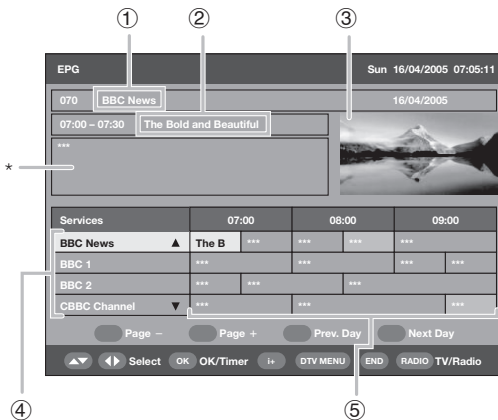 ① ② ③
EPG Sun 16/04/2005 07:05:11
070 BBC News 16/04/2005
07:00 – 07:30 The Bold and Beautiful
***
*
Services 07:00 08:00 09:00
BBC News ▲ The B *** *** *** ***
BBC 1 *** *** *** ***
BBC 2 *** *** ***
CBBC Channel ▼ *** *** ***
Page − Page + Prev. Day Next Day
▲▼ ◀▶ Select OK OK/Timer i+ DTV MENU END RADIO TV/Radio
④ ⑤